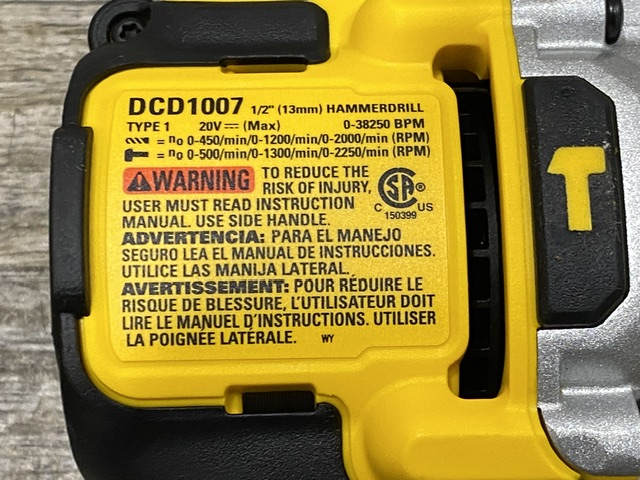 DCD1007 1/2" (13mm) HAMMERDRILL
TYPE 1 20V⎓ (Max) 0-38250 BPM
= n₀ 0-450/min/0-1200/min/0-2000/min (RPM)
= n₀ 0-500/min/0-1300/min/0-2250/min (RPM)
⚠WARNING TO REDUCE THE
RISK OF INJURY,
USER MUST READ INSTRUCTION
MANUAL. USE SIDE HANDLE.
CSA®
C US
150399
ADVERTENCIA: PARA EL MANEJO
SEGURO LEA EL MANUAL DE INSTRUCCIONES.
UTILICE LAS MANIJA LATERAL.
AVERTISSEMENT: POUR RÉDUIRE LE
RISQUE DE BLESSURE, L'UTILISATEUR DOIT
LIRE LE MANUEL D'INSTRUCTIONS. UTILISER
LA POIGNÉE LATÉRALE. WY